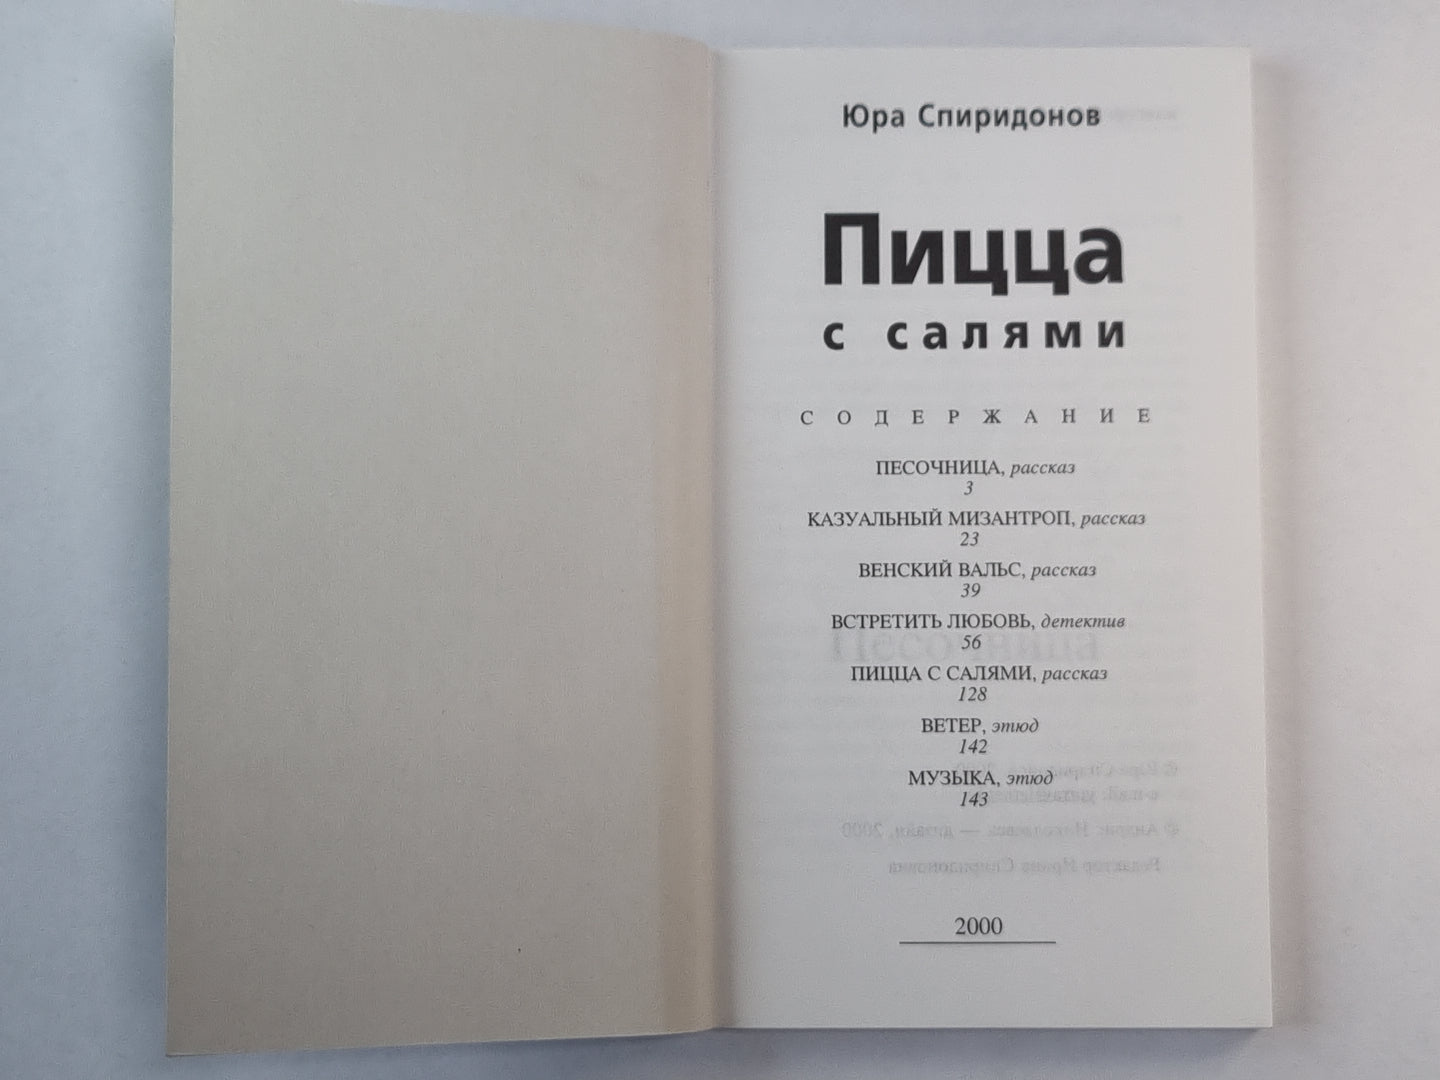 Юра Спиридонов
Пицца
с салями
СОДЕРЖАНИЕ
ПЕСОЧНИЦА, рассказ
3
КАЗУАЛЬНЫЙ МИЗАНТРОП, рассказ
23
ВЕНСКИЙ ВАЛЬС, рассказ
39
ВСТРЕТИТЬ ЛЮБОВЬ, детектив
56
ПИЦЦА С САЛЯМИ, рассказ
128
ВЕТЕР, этюд
142
МУЗЫКА, этюд
143
2000